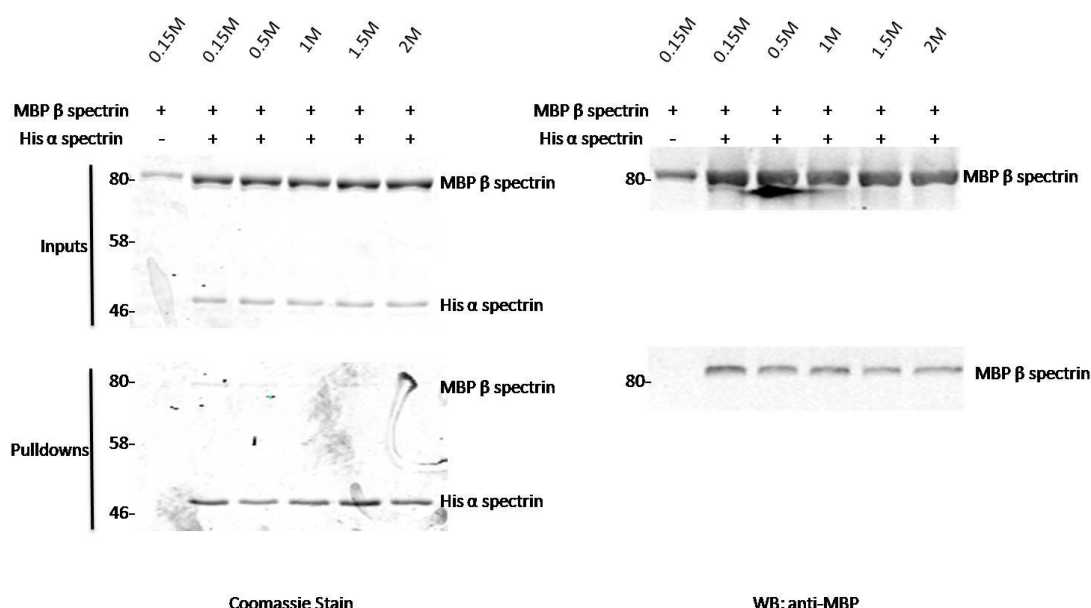 0.15M 0.15M 0.5M 1M 1.5M 2M
MBP β spectrin + + + + + +
His α spectrin - + + + + +
Inputs
80-
58-
46-
MBP β spectrin
His α spectrin
Pulldowns
80-
58-
46-
MBP β spectrin
His α spectrin
Coomassie Stain
0.15M 0.15M 0.5M 1M 1.5M 2M
MBP β spectrin + + + + + +
His α spectrin - + + + + +
80-
MBP β spectrin
80-
MBP β spectrin
WB: anti-MBP